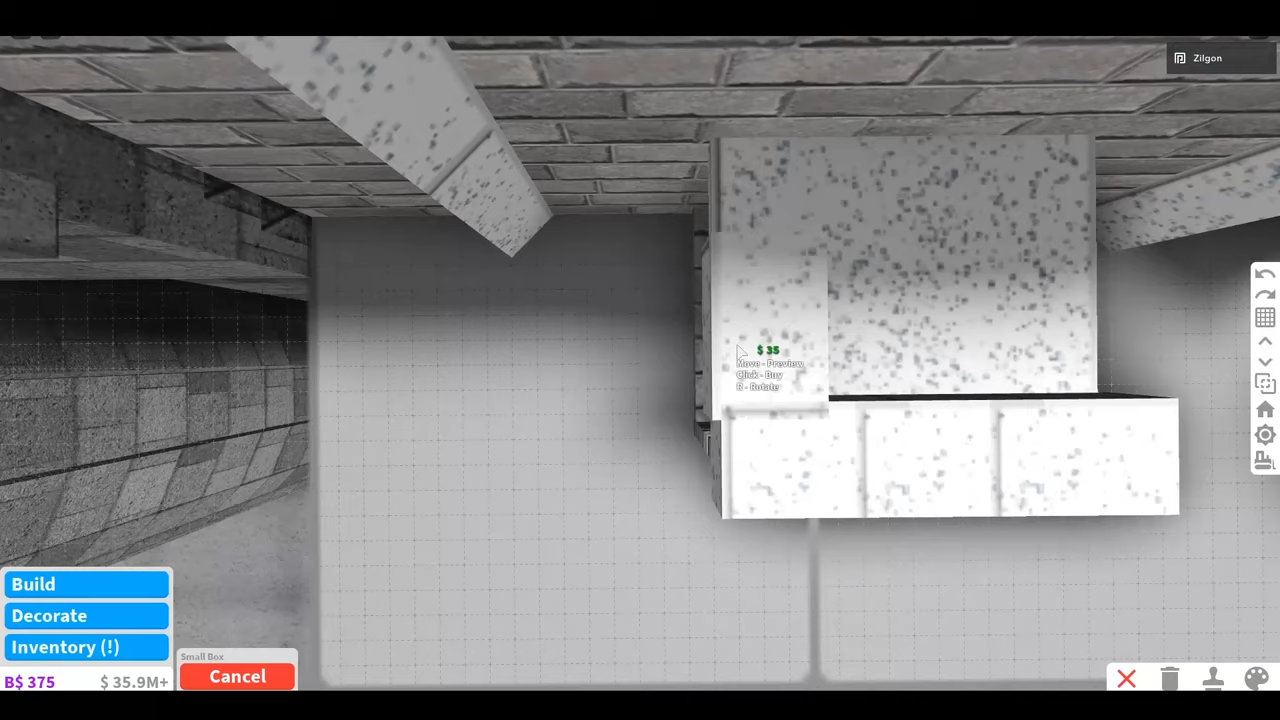 Zilgon
$ 35
Move - Preview
Click - Buy
R - Rotate
Build
Decorate
Inventory (!)
B$ 375
$ 35.9M+
Small Box
Cancel